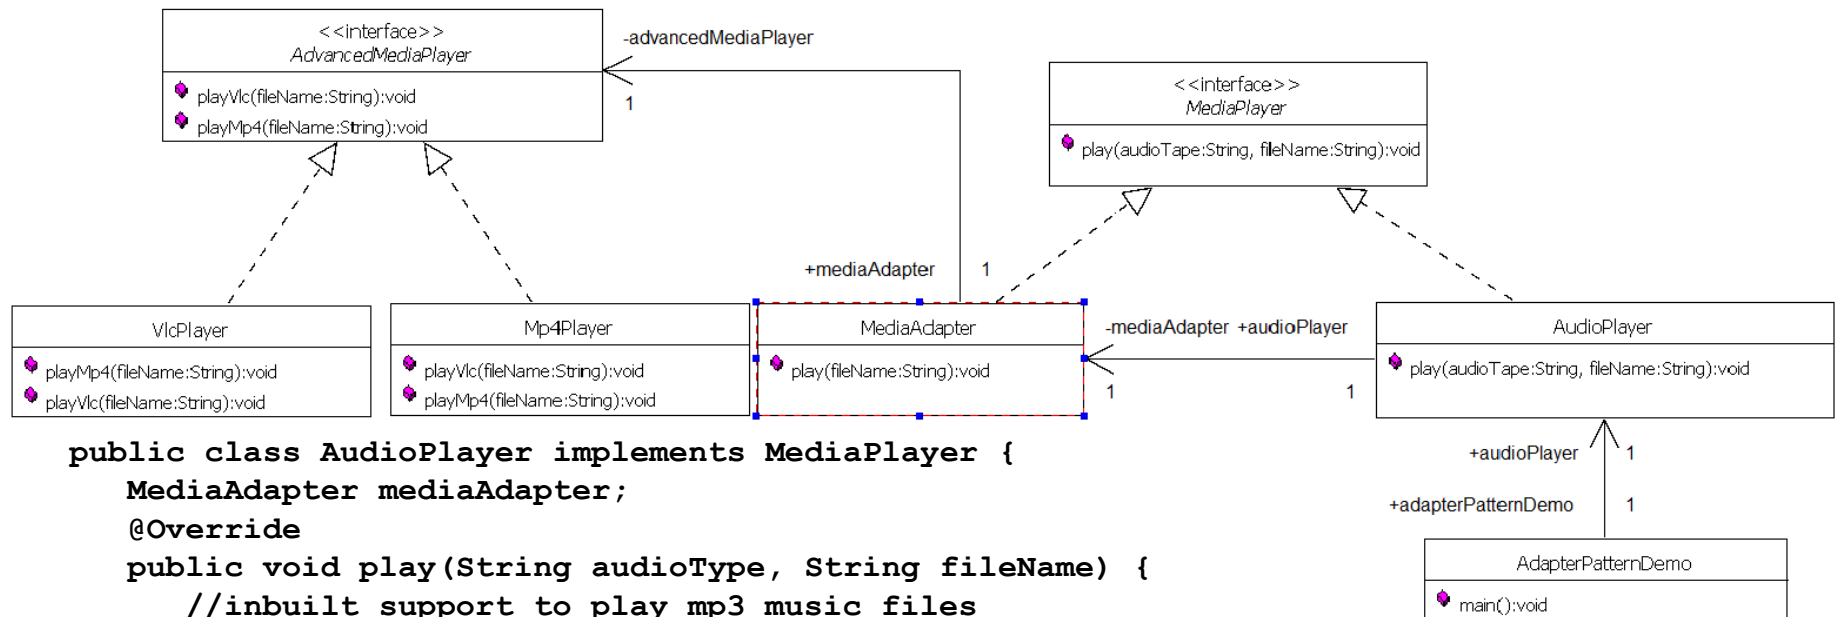 <<interface>>
AdvancedMediaPlayer
playVlc(fileName:String):void
playMp4(fileName:String):void
-advancedMediaPlayer
1
<<interface>>
MediaPlayer
play(audioTape:String, fileName:String):void
+mediaAdapter 1
VlcPlayer
playMp4(fileName:String):void
playVlc(fileName:String):void
Mp4Player
playVlc(fileName:String):void
playMp4(fileName:String):void
MediaAdapter
play(fileName:String):void
-mediaAdapter +audioPlayer
1 1
AudioPlayer
play(audioTape:String, fileName:String):void
+audioPlayer 1
+adapterPatternDemo 1
AdapterPatternDemo
main():void
public class AudioPlayer implements MediaPlayer {
MediaAdapter mediaAdapter;
@Override
public void play(String audioType, String fileName) {
//inbuilt support to play mp3 music files